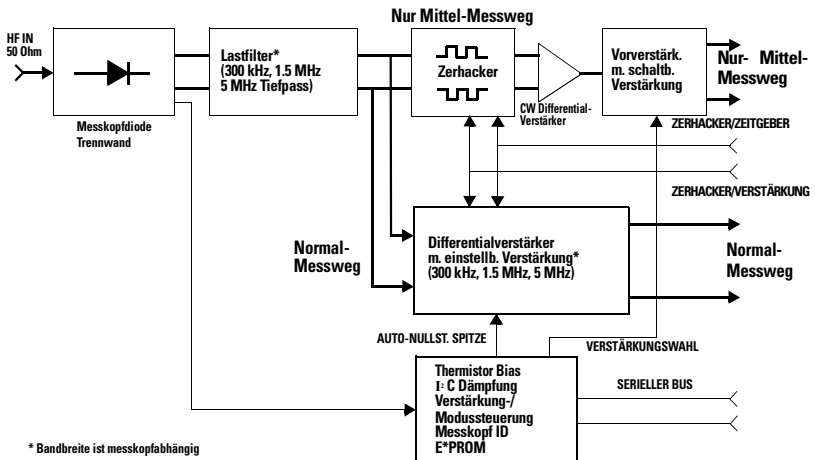 Nur Mittel-Messweg
HF IN
50 Ohm
Lastfilter*
(300 kHz, 1.5 MHz
5 MHz Tiefpass)
Zerhacker
CW Differential-
Verstärker
Vorverstärk.
m. schaltb.
Verstärkung
Nur- Mittel-
Messweg
Messkopfdiode
Trennwand
ZERHACKER/ZEITGEBER
ZERHACKER/VERSTÄRKUNG
Normal-
Messweg
Differentialverstärker
m. einstellb. Verstärkung*
(300 kHz, 1.5 MHz, 5 MHz)
Normal-
Messweg
AUTO-NULLST. SPITZE
VERSTÄRKUNGSWAHL
Thermistor Bias
I² C Dämpfung
Verstärkung-/
Modussteuerung
Messkopf ID
E*PROM
SERIELLER BUS
* Bandbreite ist messkopfabhängig